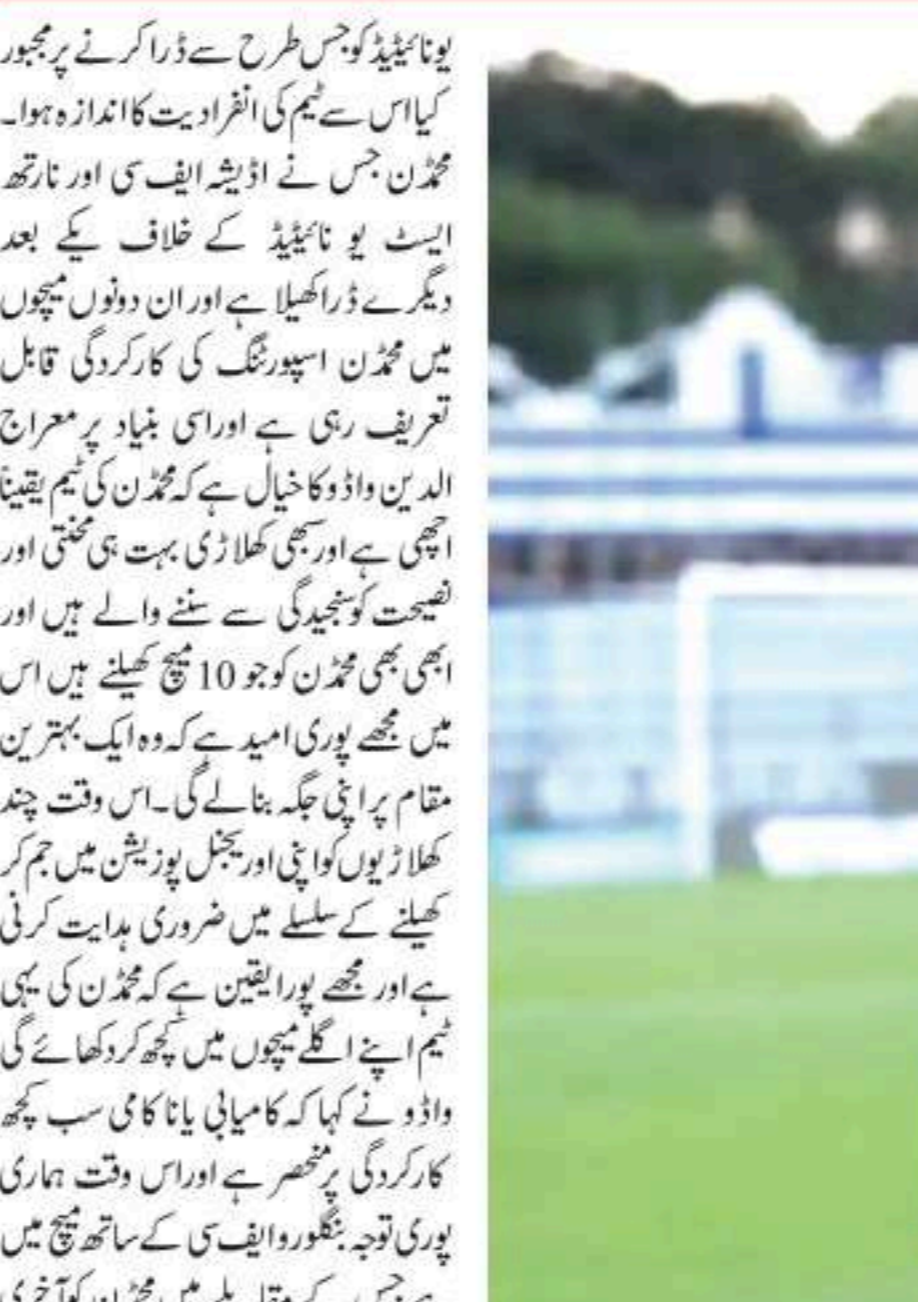 یونائیٹیڈ کو جس طرح سے ڈرا کرنے پر مجبور
کیا اس سے ٹیم کی انفرادیت کا اندازہ ہوا۔
محمڈن جس نے اڈیشہ ایف سی اور نارتھ
ایسٹ یو نائیٹیڈ کے خلاف یکے بعد
دیگرے ڈرا کھیلا ہے اور ان دونوں میچوں
میں محمڈن اسپورٹنگ کی کارکردگی قابل
تعریف رہی ہے اور اسی بنیاد پر معراج
الدین واڈو کا خیال ہے کہ محمڈن کی ٹیم یقیناً
اچھی ہے اور سبھی کھلاڑی بہت ہی محنتی اور
نصیحت کو سنجیدگی سے سننے والے ہیں اور
ابھی بھی محمڈن کو جو 10 میچ کھیلنے ہیں اس
میں مجھے پوری امید ہے کہ وہ ایک بہترین
مقام پر اپنی جگہ بنا لے گی۔ اس وقت چند
کھلاڑیوں کو اپنی اوریجنل پوزیشن میں جم کر
کھیلنے کے سلسلے میں ضروری ہدایت کرنی
ہے اور مجھے پورا یقین ہے کہ محمڈن کی یہی
ٹیم اپنے اگلے میچوں میں کچھ کر دکھائے گی
واڈو نے کہا کہ کامیابی یا ناکامی سب کچھ
کارکردگی پر منحصر ہے اور اس وقت ہماری
پوری توجہ بنگلورو ایف سی کے ساتھ میچ میں
ہے جس کے مقابلے میں محمڈن کو آخری